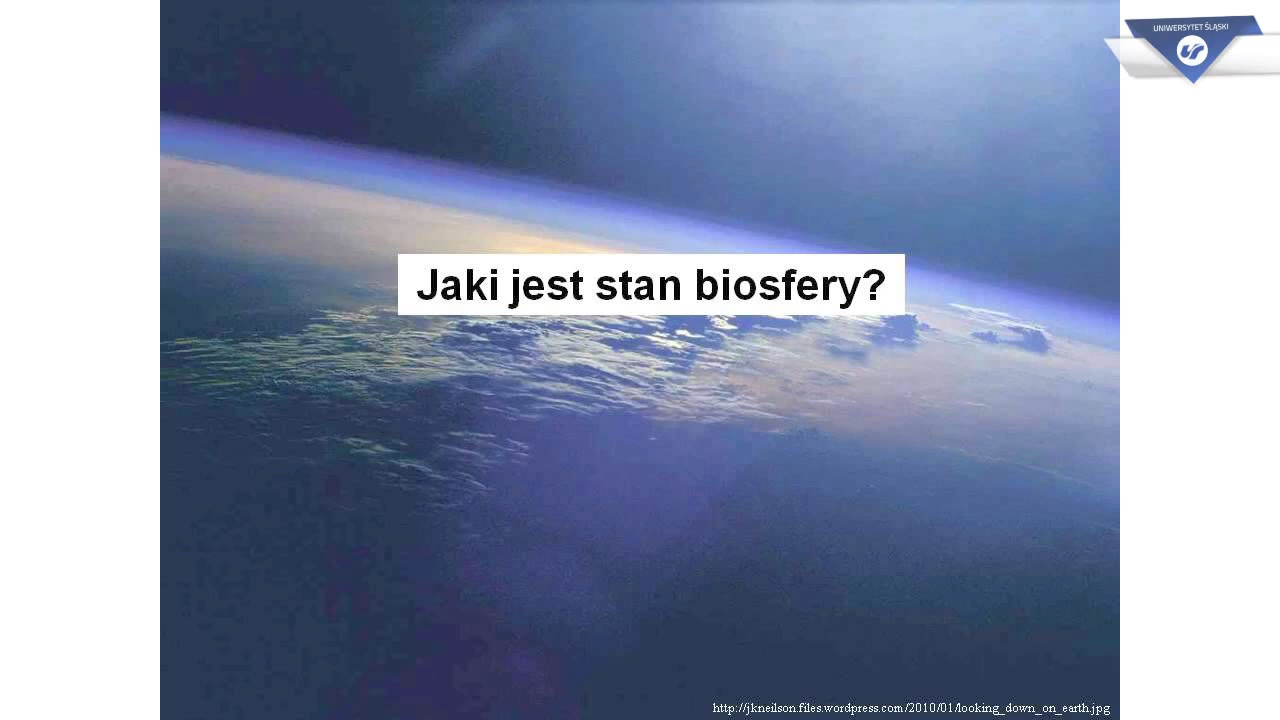 UNIWERSYTET ŚLĄSKI
Jaki jest stan biosfery?
http://jkneilson.files.wordpress.com/2010/01/looking_down_on_earth.jpg